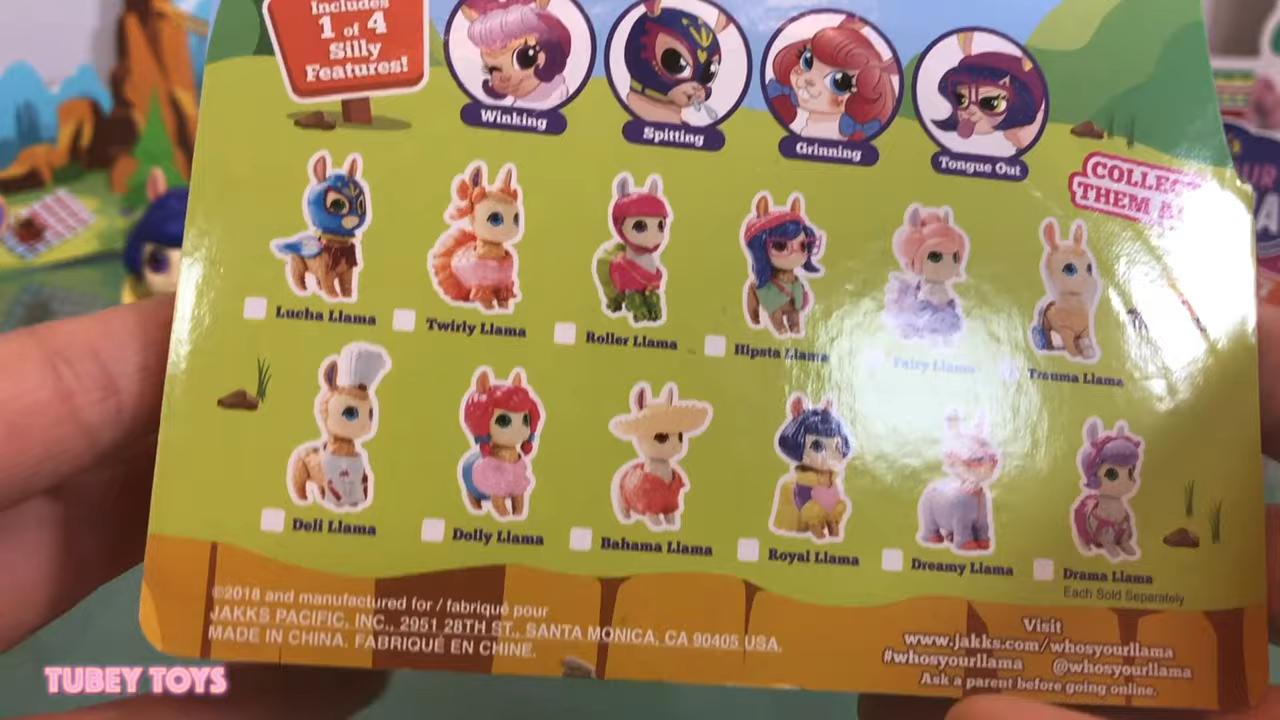 Includes
1 of 4
Silly
Features!
Winking
Spitting
Grinning
Tongue Out
COLLECT
THEM
Lucha Llama
Twirly Llama
Roller Llama
Hipsta Llama
Fairy Llama
Trauma Llama
Deli Llama
Dolly Llama
Bahama Llama
Royal Llama
Dreamy Llama
Drama Llama
Each Sold Separately
©2018 and manufactured for / fabriqué pour
JAKKS PACIFIC, INC., 2951 28TH ST., SANTA MONICA, CA 90405 USA.
MADE IN CHINA. FABRIQUÉ EN CHINE.
Visit
www.jakks.com/whosyourllama
#whosyourllama @whosyourllama
Ask a parent before going online.
TUBEY TOYS